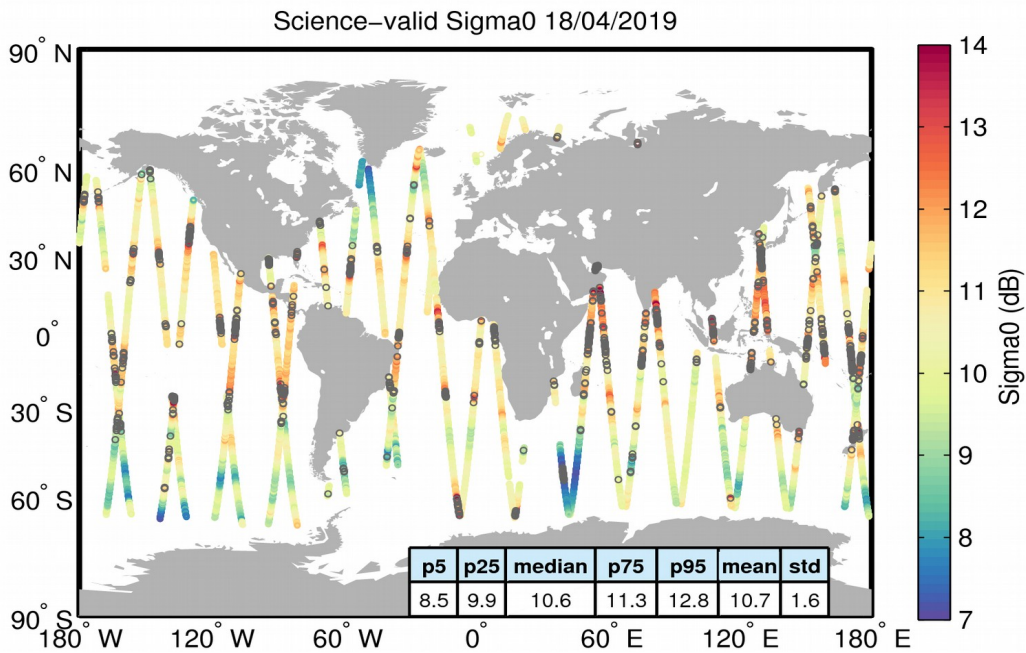 Science−valid Sigma0 18/04/2019
90° N
60° N
30° N
0°
30° S
60° S
90° S
180° W
120° W
60° W
0°
60° E
120° E
180° E
14
13
12
11
10
9
8
7
Sigma0 (dB)
p5 p25 median p75 p95 mean std
8.5 9.9 10.6 11.3 12.8 10.7 1.6